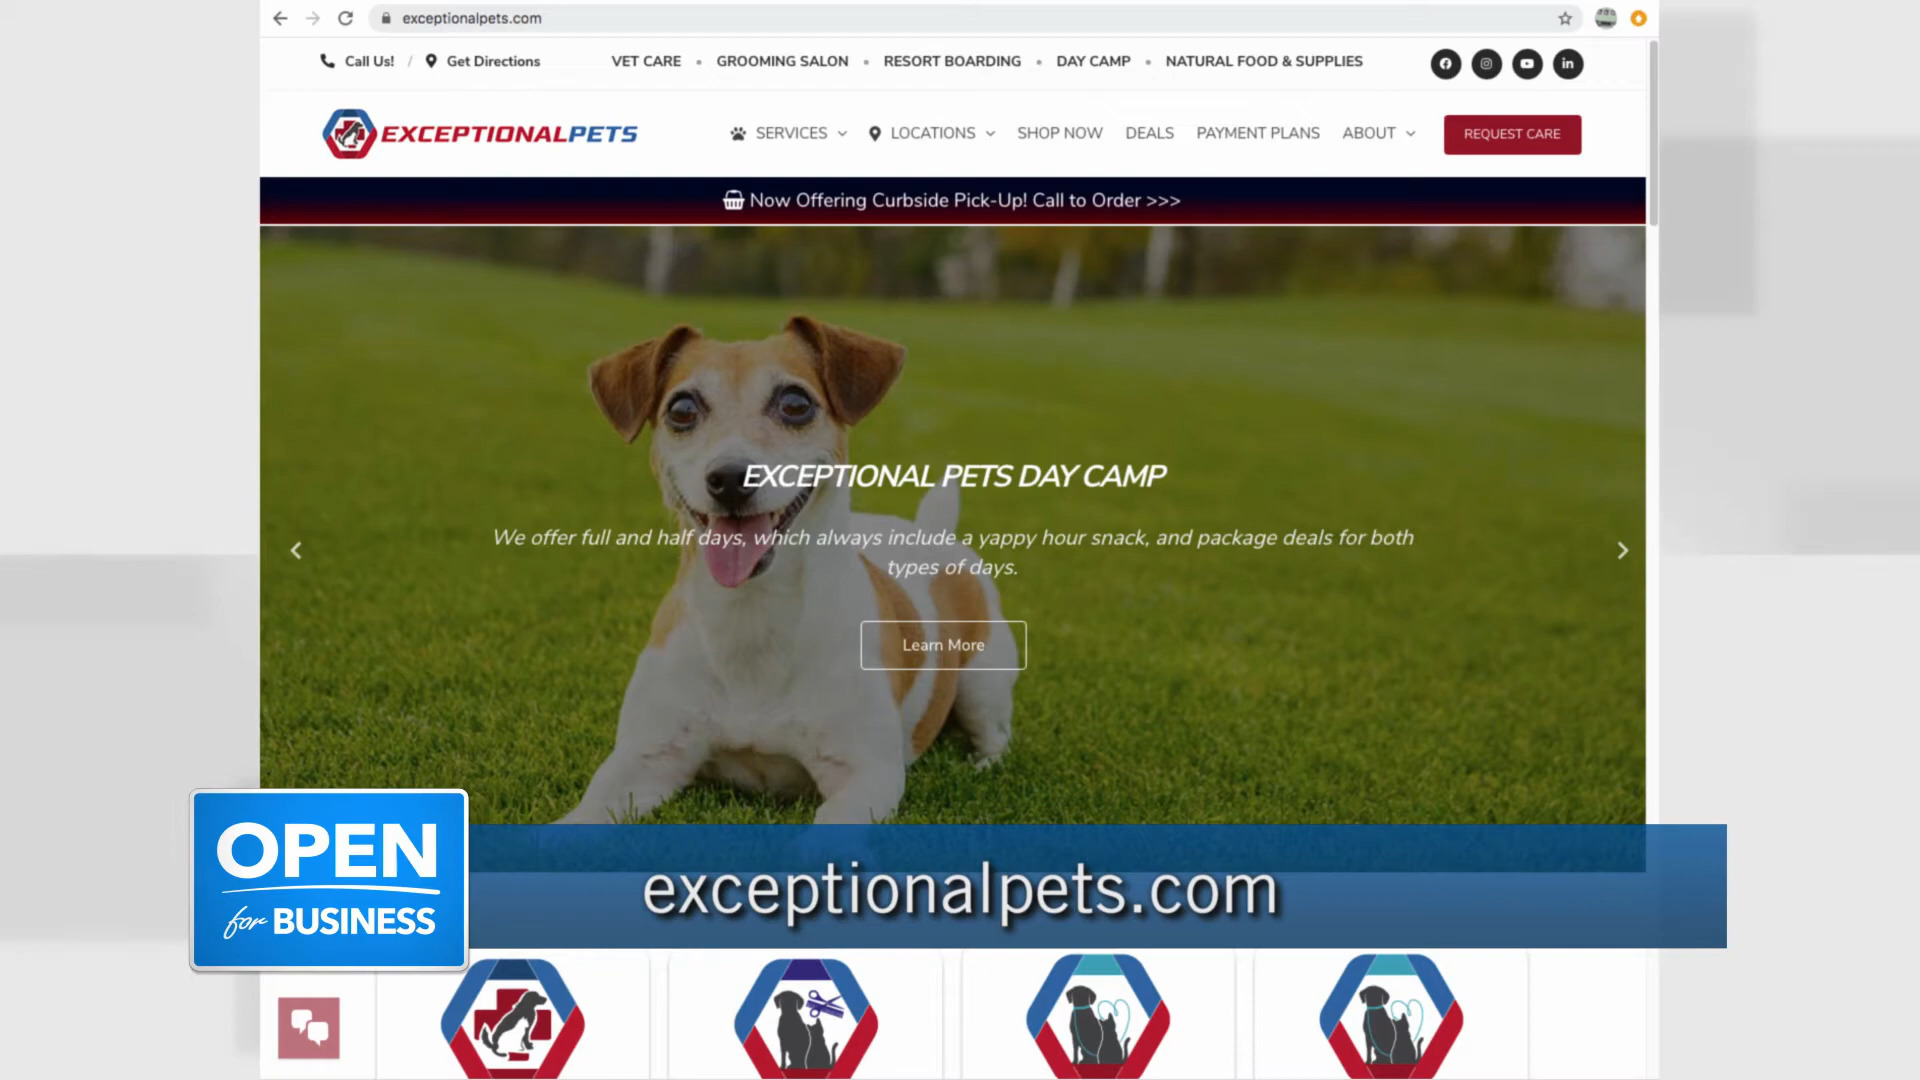 exceptionalpets.com
Call Us! / Get Directions
VET CARE • GROOMING SALON • RESORT BOARDING • DAY CAMP • NATURAL FOOD & SUPPLIES
EXCEPTIONALPETS
SERVICES LOCATIONS SHOP NOW DEALS PAYMENT PLANS ABOUT REQUEST CARE
Now Offering Curbside Pick-Up! Call to Order >>>
EXCEPTIONAL PETS DAY CAMP
We offer full and half days, which always include a yappy hour snack, and package deals for both
types of days.
Learn More
OPEN
for BUSINESS
exceptionalpets.com